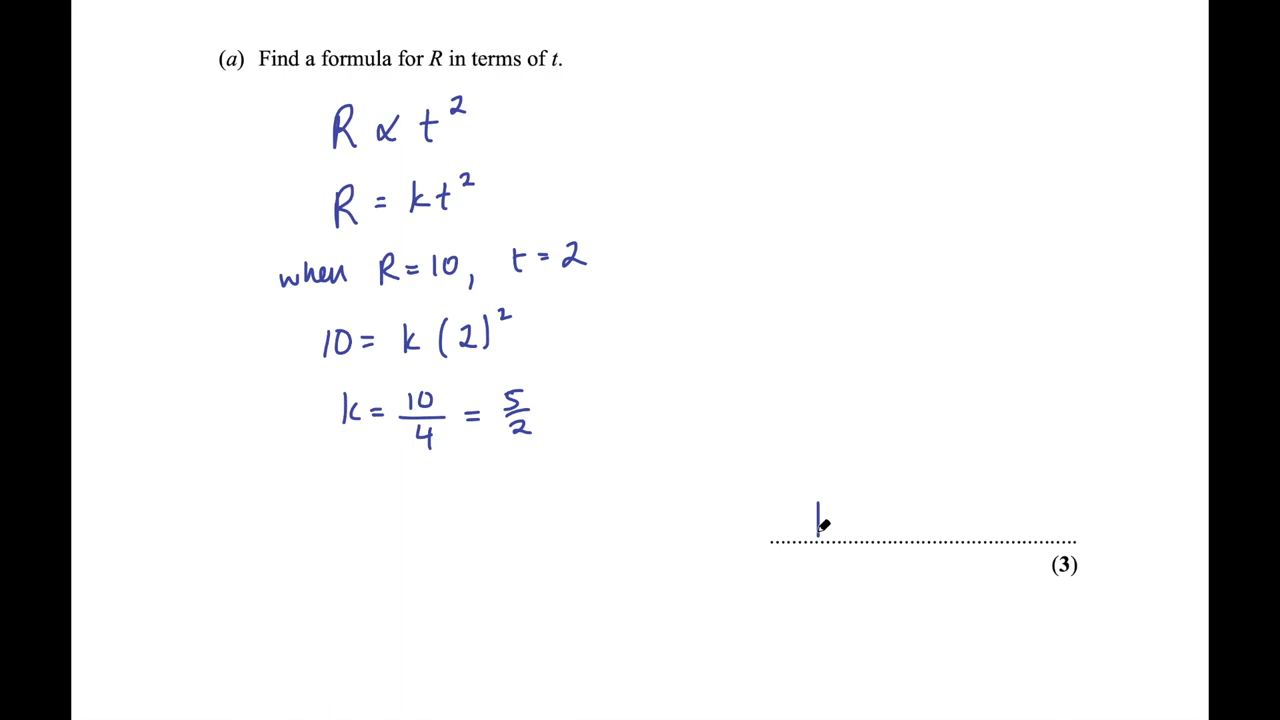 (a) Find a formula for R in terms of t.
R ∝ t²
R = kt²
when R = 10, t = 2
10 = k (2)²
k = 10/4 = 5/2
(3)